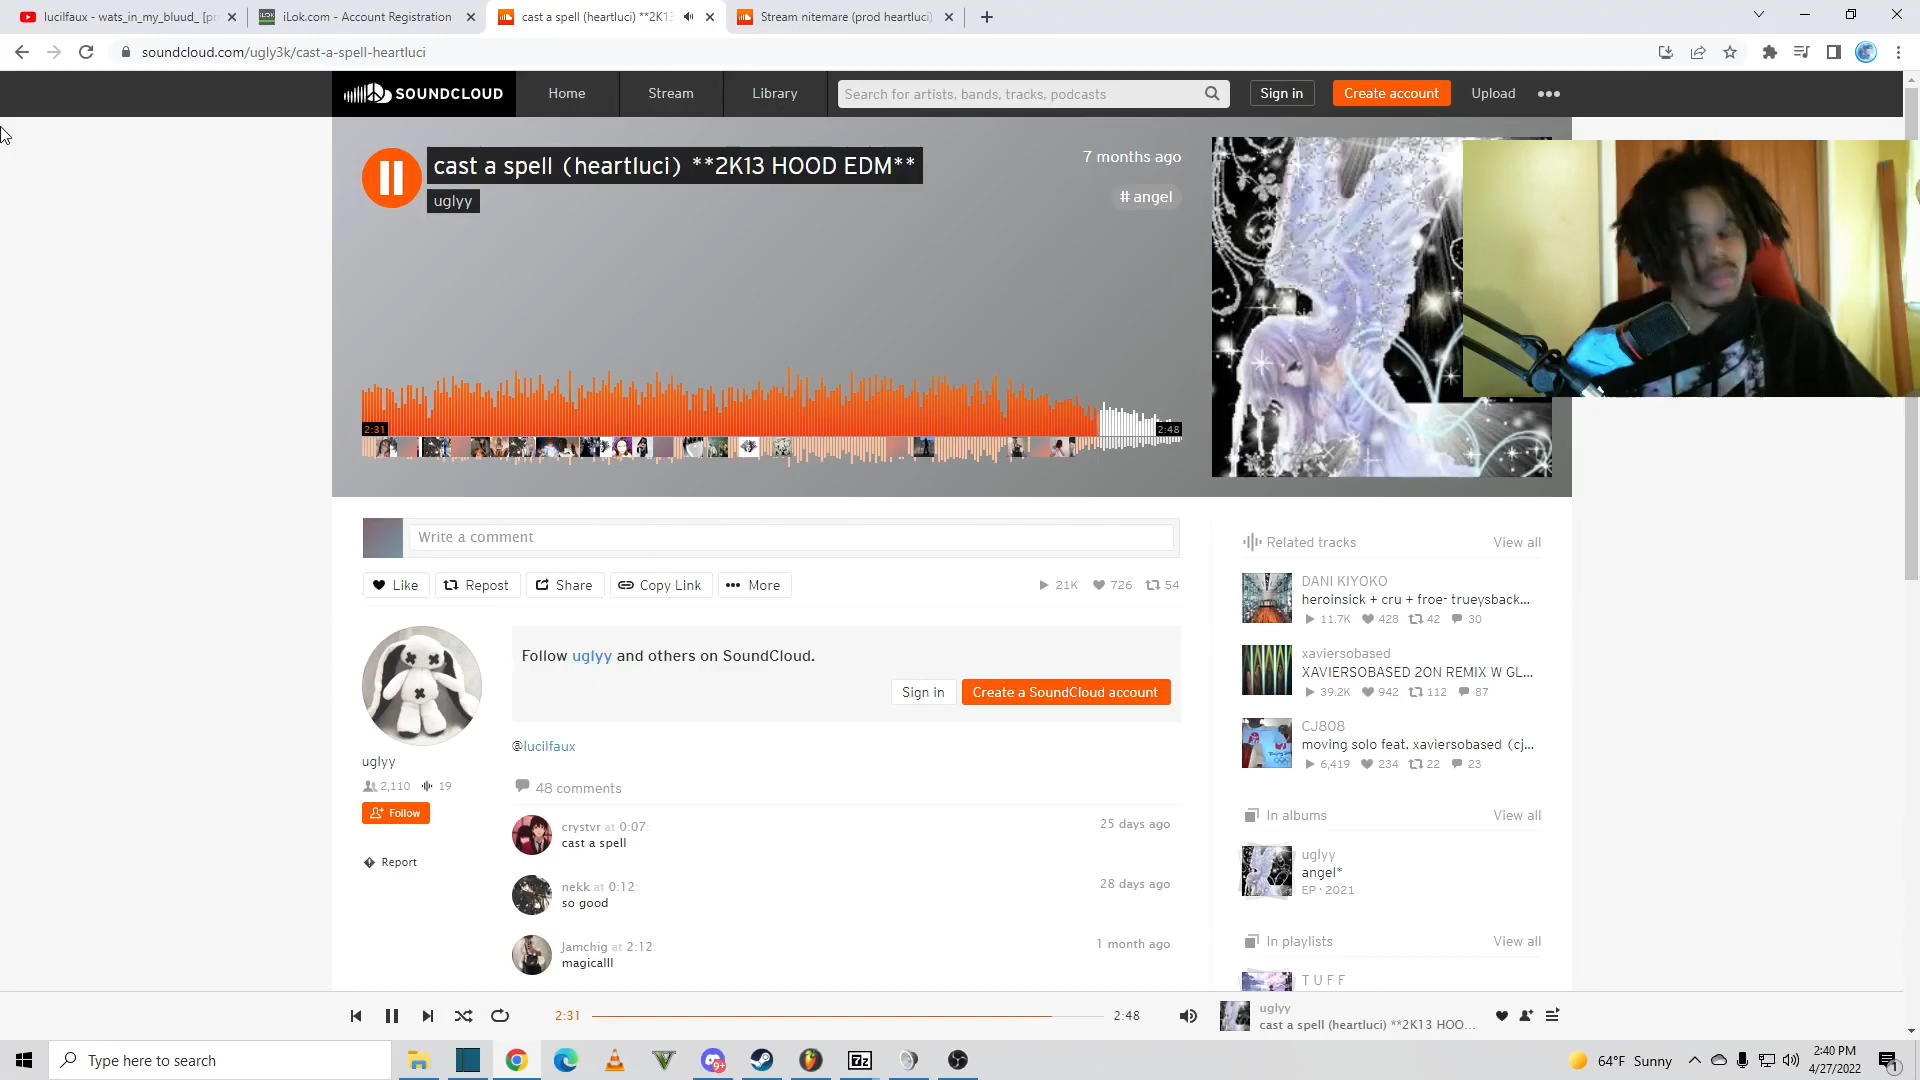 lucilfaux - wats_in_my_bluud_ [pr
iLok.com - Account Registration
cast a spell (heartluci) **2K13
Stream nitemare (prod heartluci)
soundcloud.com/ugly3k/cast-a-spell-heartluci
SOUNDCLOUD
Home
Stream
Library
Search for artists, bands, tracks, podcasts
Sign in
Create account
Upload
cast a spell (heartluci) **2K13 HOOD EDM**
uglyy
7 months ago
# angel
2:31
2:48
Write a comment
Like
Repost
Share
Copy Link
More
21K
726
54
Follow uglyy and others on SoundCloud.
Sign in
Create a SoundCloud account
uglyy
2,110
19
Follow
Report
@lucilfaux
48 comments
crystvr at 0:07:
cast a spell
25 days ago
nekk at 0:12:
so good
28 days ago
Jamchig at 2:12:
magicalll
1 month ago
Related tracks
View all
DANI KIYOKO
heroinsick + cru + froe- trueysback...
11.7K 428 42 30
xaviersobased
XAVIERSOBASED 2ON REMIX W GL...
39.2K 942 112 87
CJ808
moving solo feat. xaviersobased (cj...
6,419 234 22 23
In albums
View all
uglyy
angel*
EP · 2021
In playlists
View all
T U F F
2:31
2:48
uglyy
cast a spell (heartluci) **2K13 HOO...
Type here to search
9+
7z
64°F Sunny
2:40 PM
4/27/2022
1